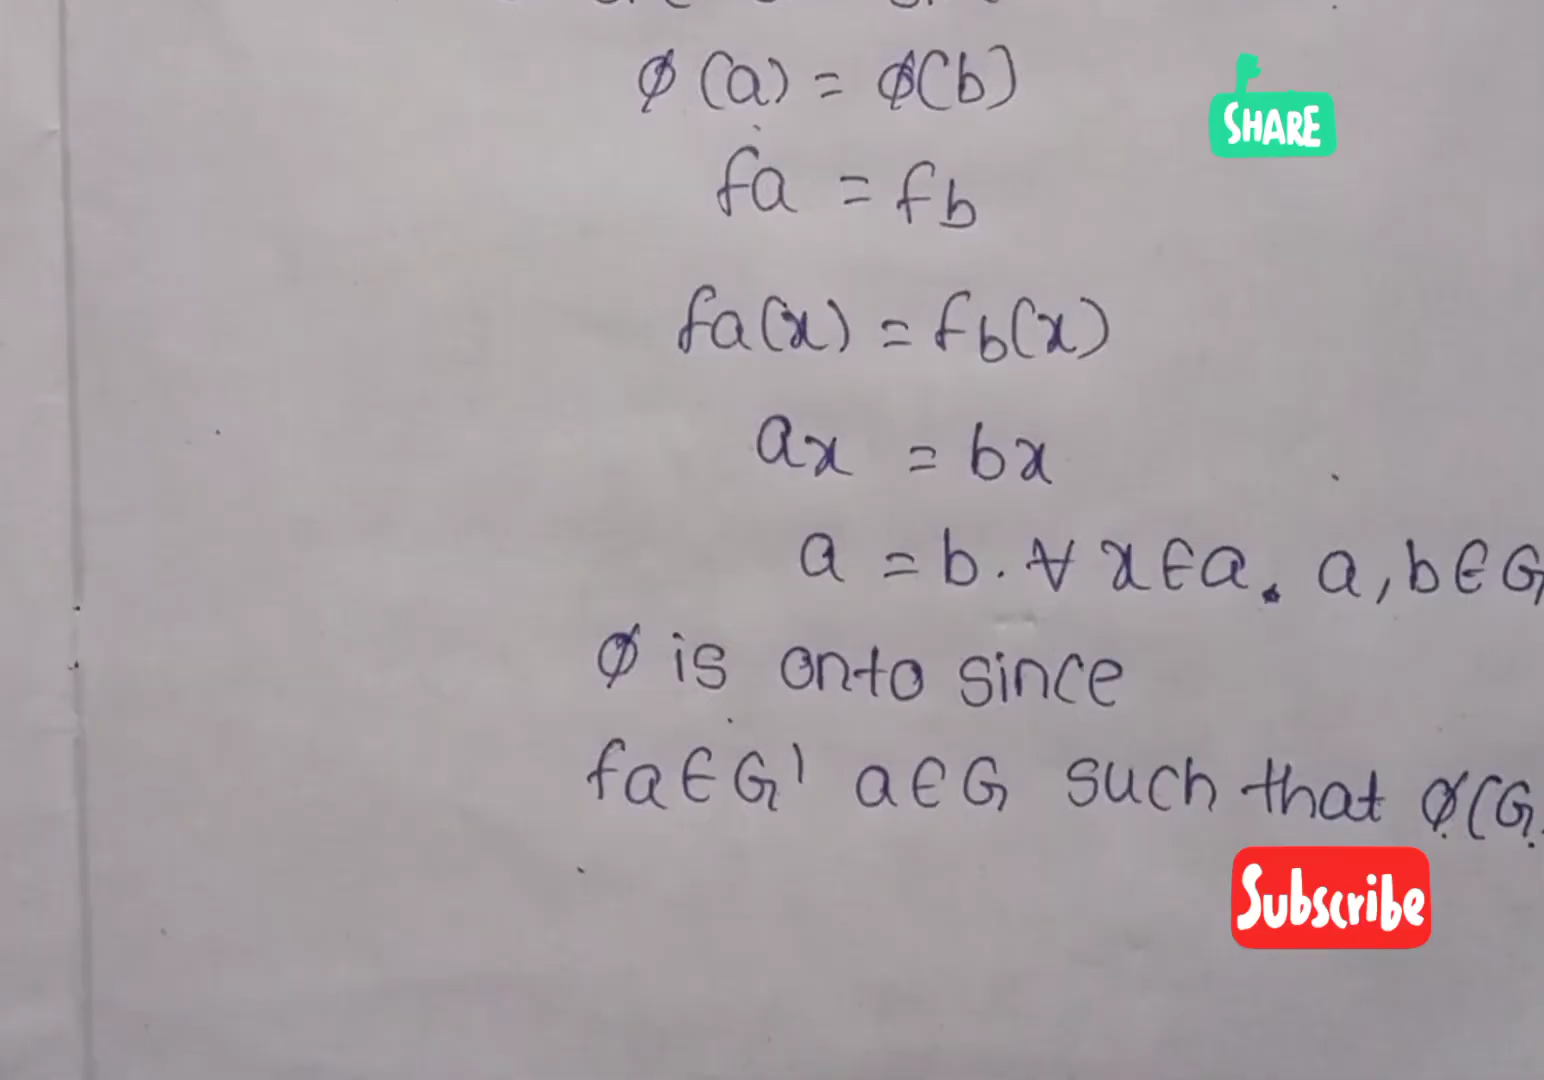 ϕ(a) = ϕ(b)
SHARE
fa = fb
fa(x) = fb(x)
ax = bx
a = b. ∀ x∈a. a, b∈G
ϕ is onto since
fa∈G' a∈G such that ϕ(G
Subscribe